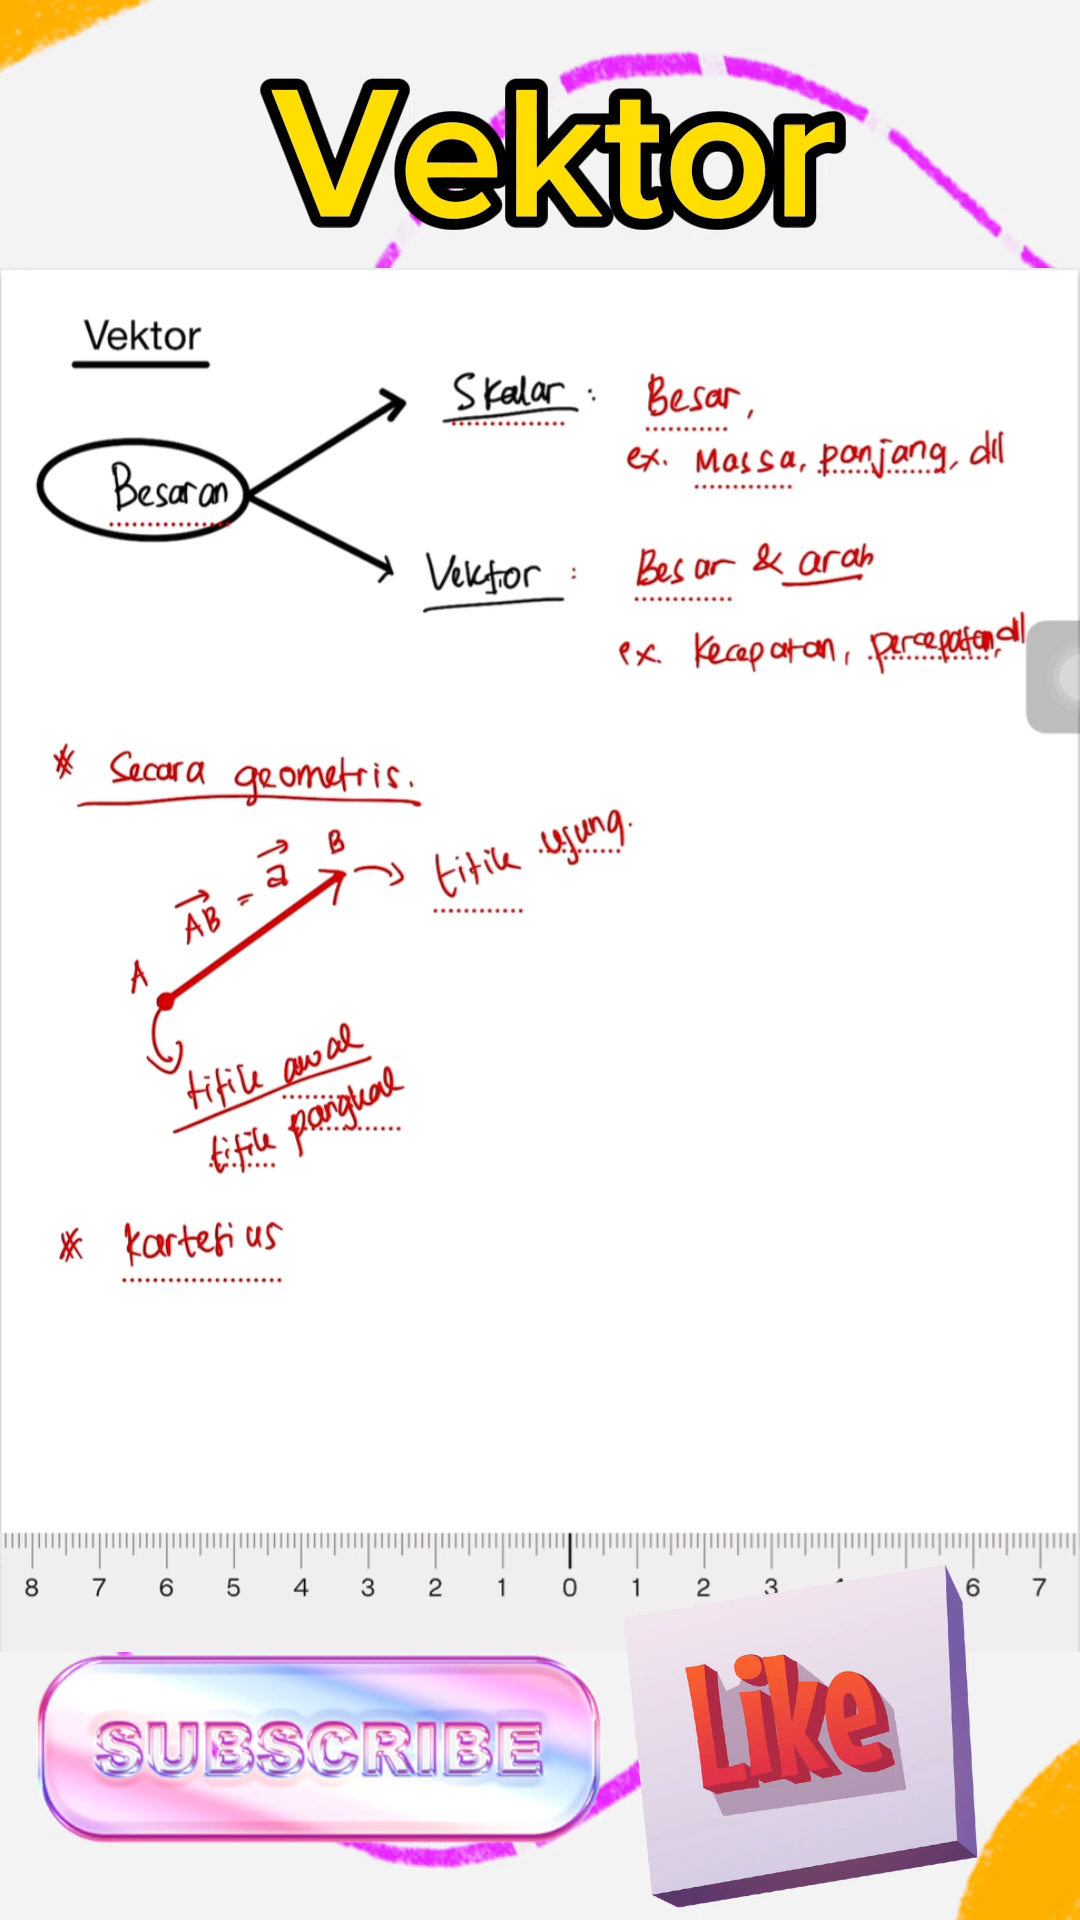 Vektor
Vektor
Besaran
Skalar : Besar,
ex. Massa, panjang, dll
Vektor : Besar & arah
ex. Kecepatan, percepatan, dll
* Secara geometris.
B
titik ujung.
AB = a
A
titik awal
titik pangkal
* Kartesius
8 7 6 5 4 3 2 1 0 1 2 3 4 6 7
SUBSCRIBE
Like